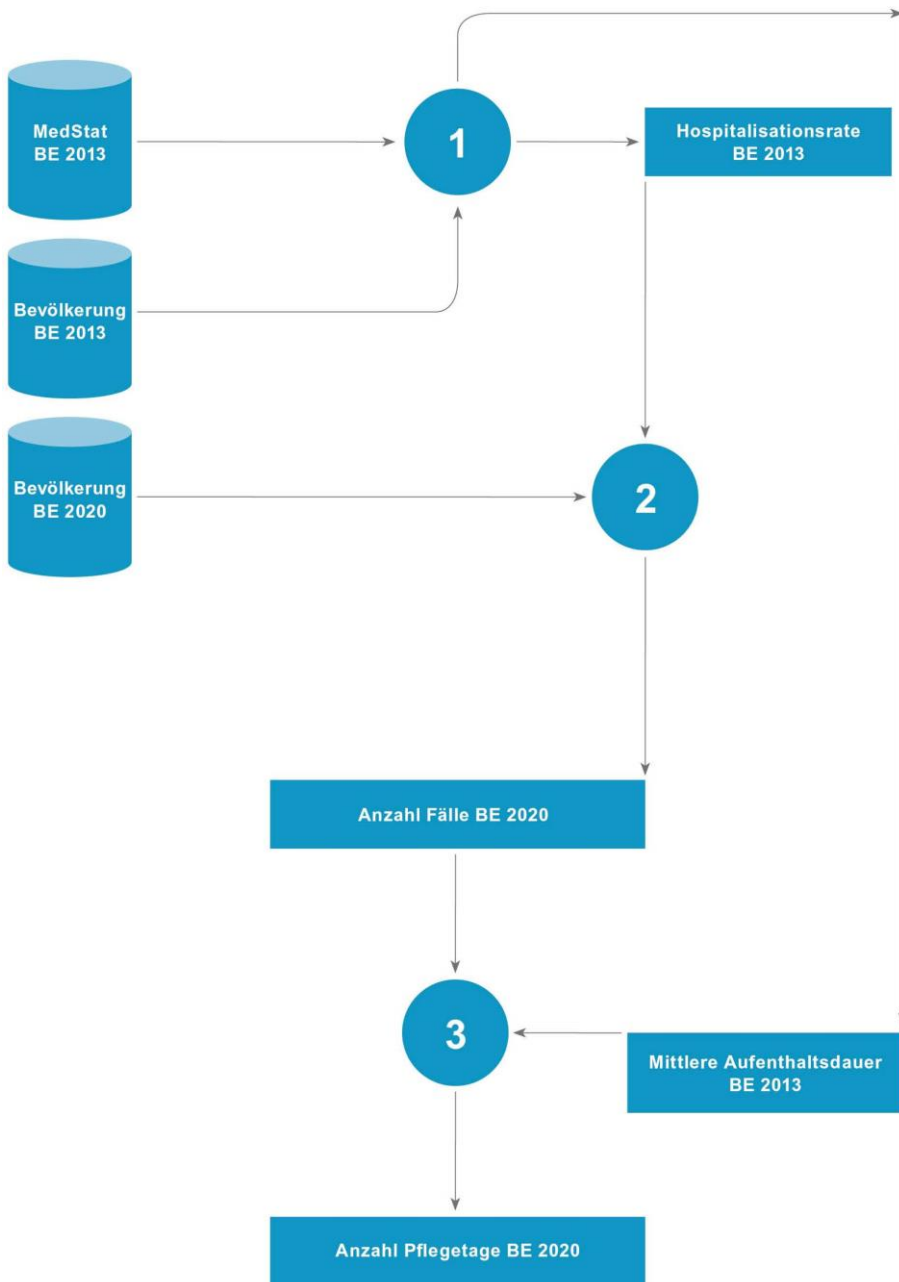 MedStat
BE 2013
1
Hospitalisationsrate
BE 2013
Bevölkerung
BE 2013
Bevölkerung
BE 2020
2
Anzahl Fälle BE 2020
3
Mittlere Aufenthaltsdauer
BE 2013
Anzahl Pflegetage BE 2020